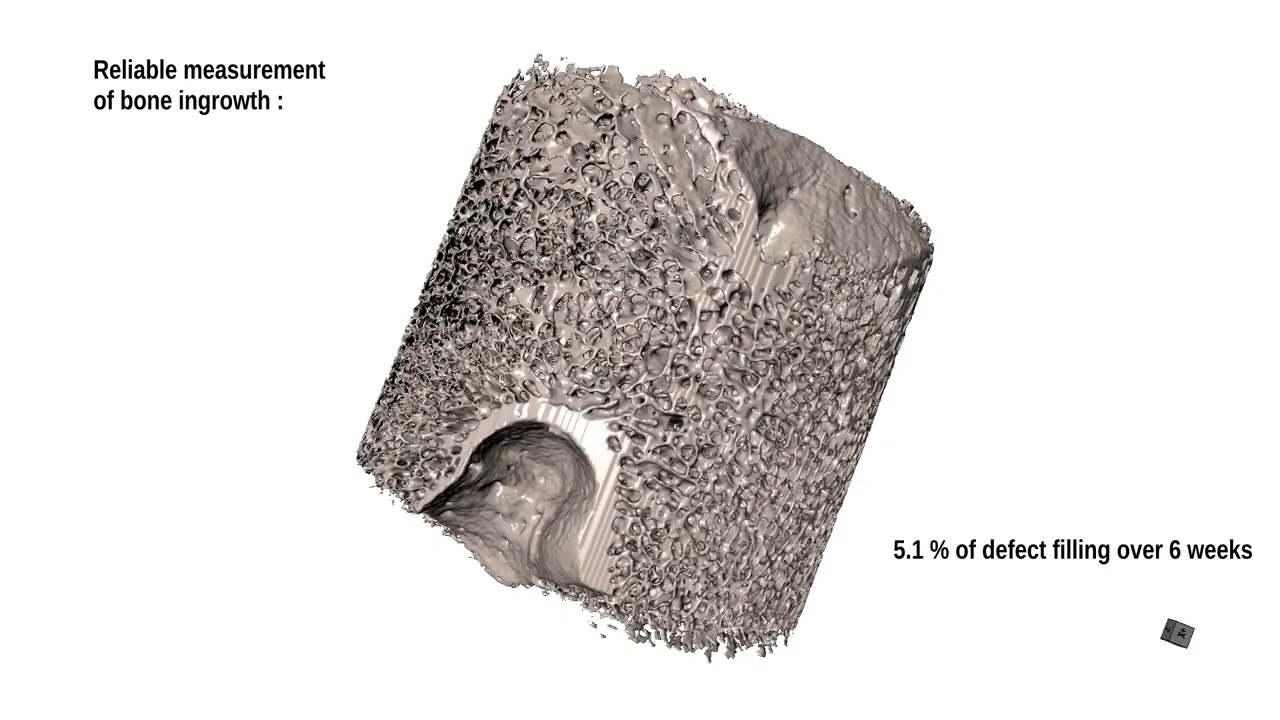 Reliable measurement
of bone ingrowth :
5.1 % of defect filling over 6 weeks